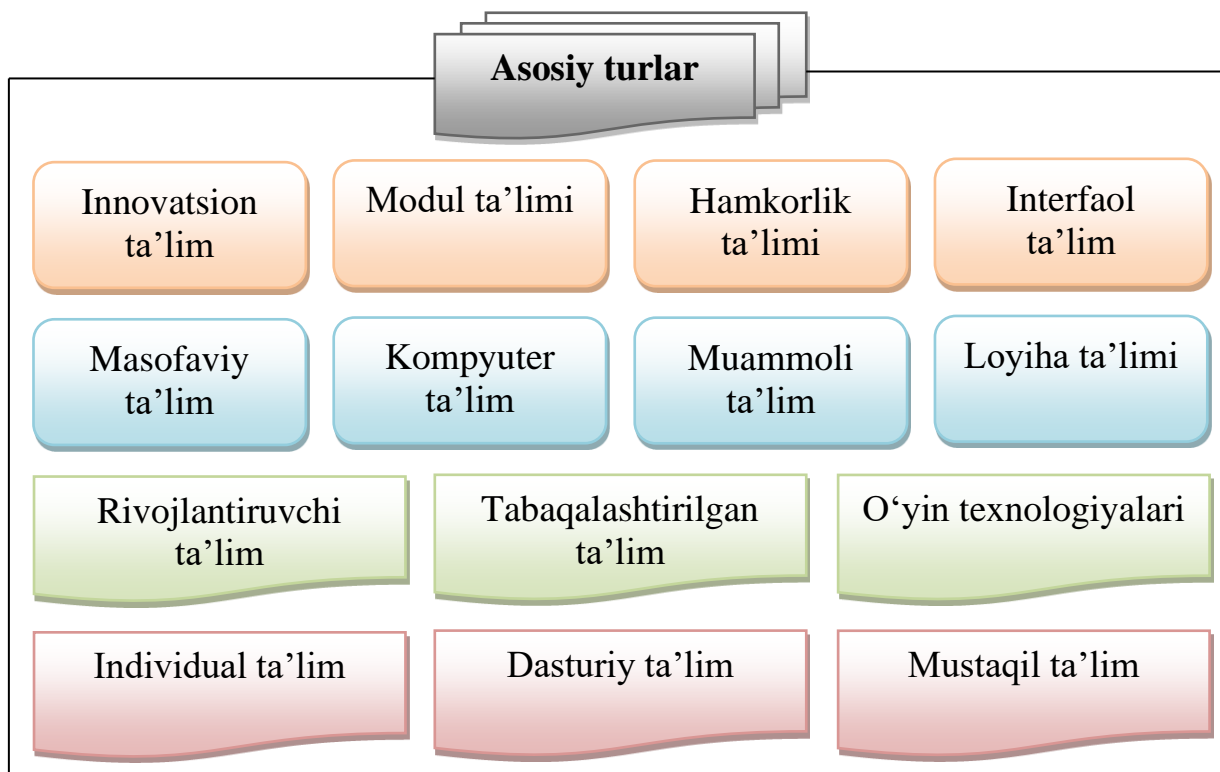 Asosiy turlar
Innovatsion
ta’lim
Modul ta’limi
Hamkorlik
ta’limi
Interfaol
ta’lim
Masofaviy
ta’lim
Kompyuter
ta’lim
Muammoli
ta’lim
Loyiha ta’limi
Rivojlantiruvchi
ta’lim
Tabaqalashtirilgan
ta’lim
O‘yin texnologiyalari
Individual ta’lim
Dasturiy ta’lim
Mustaqil ta’lim